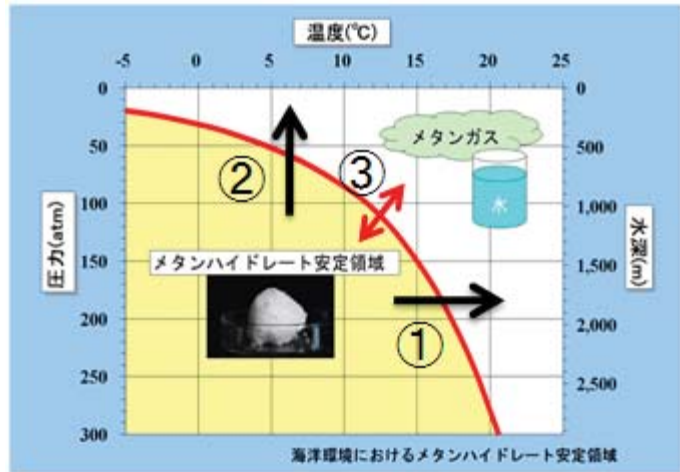 温度(℃)
-5 0 5 10 15 20 25
0 0
50 500
100 1,000
150 1,500
200 2,000
250 2,500
300
圧力(atm)
水深(m)
メタンガス
水
②
③
メタンハイドレート安定領域
①
海洋環境におけるメタンハイドレート安定領域